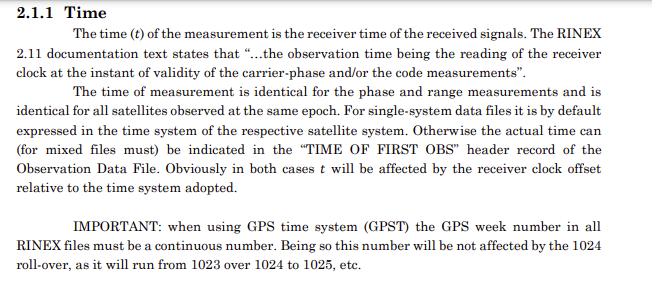 2.1.1 Time
The time (t) of the measurement is the receiver time of the received signals. The RINEX
2.11 documentation text states that “...the observation time being the reading of the receiver
clock at the instant of validity of the carrier-phase and/or the code measurements”.
The time of measurement is identical for the phase and range measurements and is
identical for all satellites observed at the same epoch. For single-system data files it is by default
expressed in the time system of the respective satellite system. Otherwise the actual time can
(for mixed files must) be indicated in the “TIME OF FIRST OBS” header record of the
Observation Data File. Obviously in both cases t will be affected by the receiver clock offset
relative to the time system adopted.
IMPORTANT: when using GPS time system (GPST) the GPS week number in all
RINEX files must be a continuous number. Being so this number will be not affected by the 1024
roll-over, as it will run from 1023 over 1024 to 1025, etc.